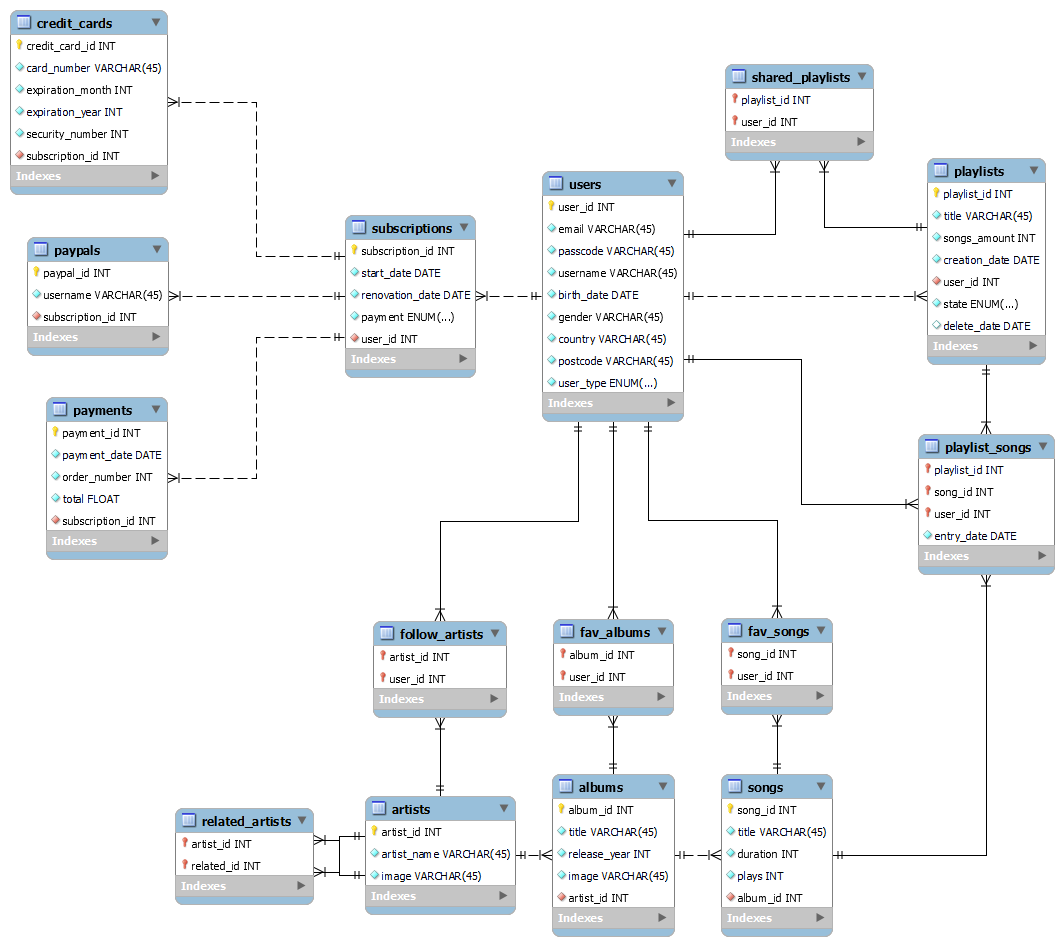 credit_cards
credit_card_id INT
card_number VARCHAR(45)
expiration_month INT
expiration_year INT
security_number INT
subscription_id INT
Indexes
paypals
paypal_id INT
username VARCHAR(45)
subscription_id INT
Indexes
payments
payment_id INT
payment_date DATE
order_number INT
total FLOAT
subscription_id INT
Indexes
subscriptions
subscription_id INT
start_date DATE
renovation_date DATE
payment ENUM(...)
user_id INT
Indexes
users
user_id INT
email VARCHAR(45)
passcode VARCHAR(45)
username VARCHAR(45)
birth_date DATE
gender VARCHAR(45)
country VARCHAR(45)
postcode VARCHAR(45)
user_type ENUM(...)
Indexes
shared_playlists
playlist_id INT
user_id INT
Indexes
playlists
playlist_id INT
title VARCHAR(45)
songs_amount INT
creation_date DATE
user_id INT
state ENUM(...)
delete_date DATE
Indexes
playlist_songs
playlist_id INT
song_id INT
user_id INT
entry_date DATE
Indexes
follow_artists
artist_id INT
user_id INT
Indexes
fav_albums
album_id INT
user_id INT
Indexes
fav_songs
song_id INT
user_id INT
Indexes
related_artists
artist_id INT
related_id INT
Indexes
artists
artist_id INT
artist_name VARCHAR(45)
image VARCHAR(45)
Indexes
albums
album_id INT
title VARCHAR(45)
release_year INT
image VARCHAR(45)
artist_id INT
Indexes
songs
song_id INT
title VARCHAR(45)
duration INT
plays INT
album_id INT
Indexes